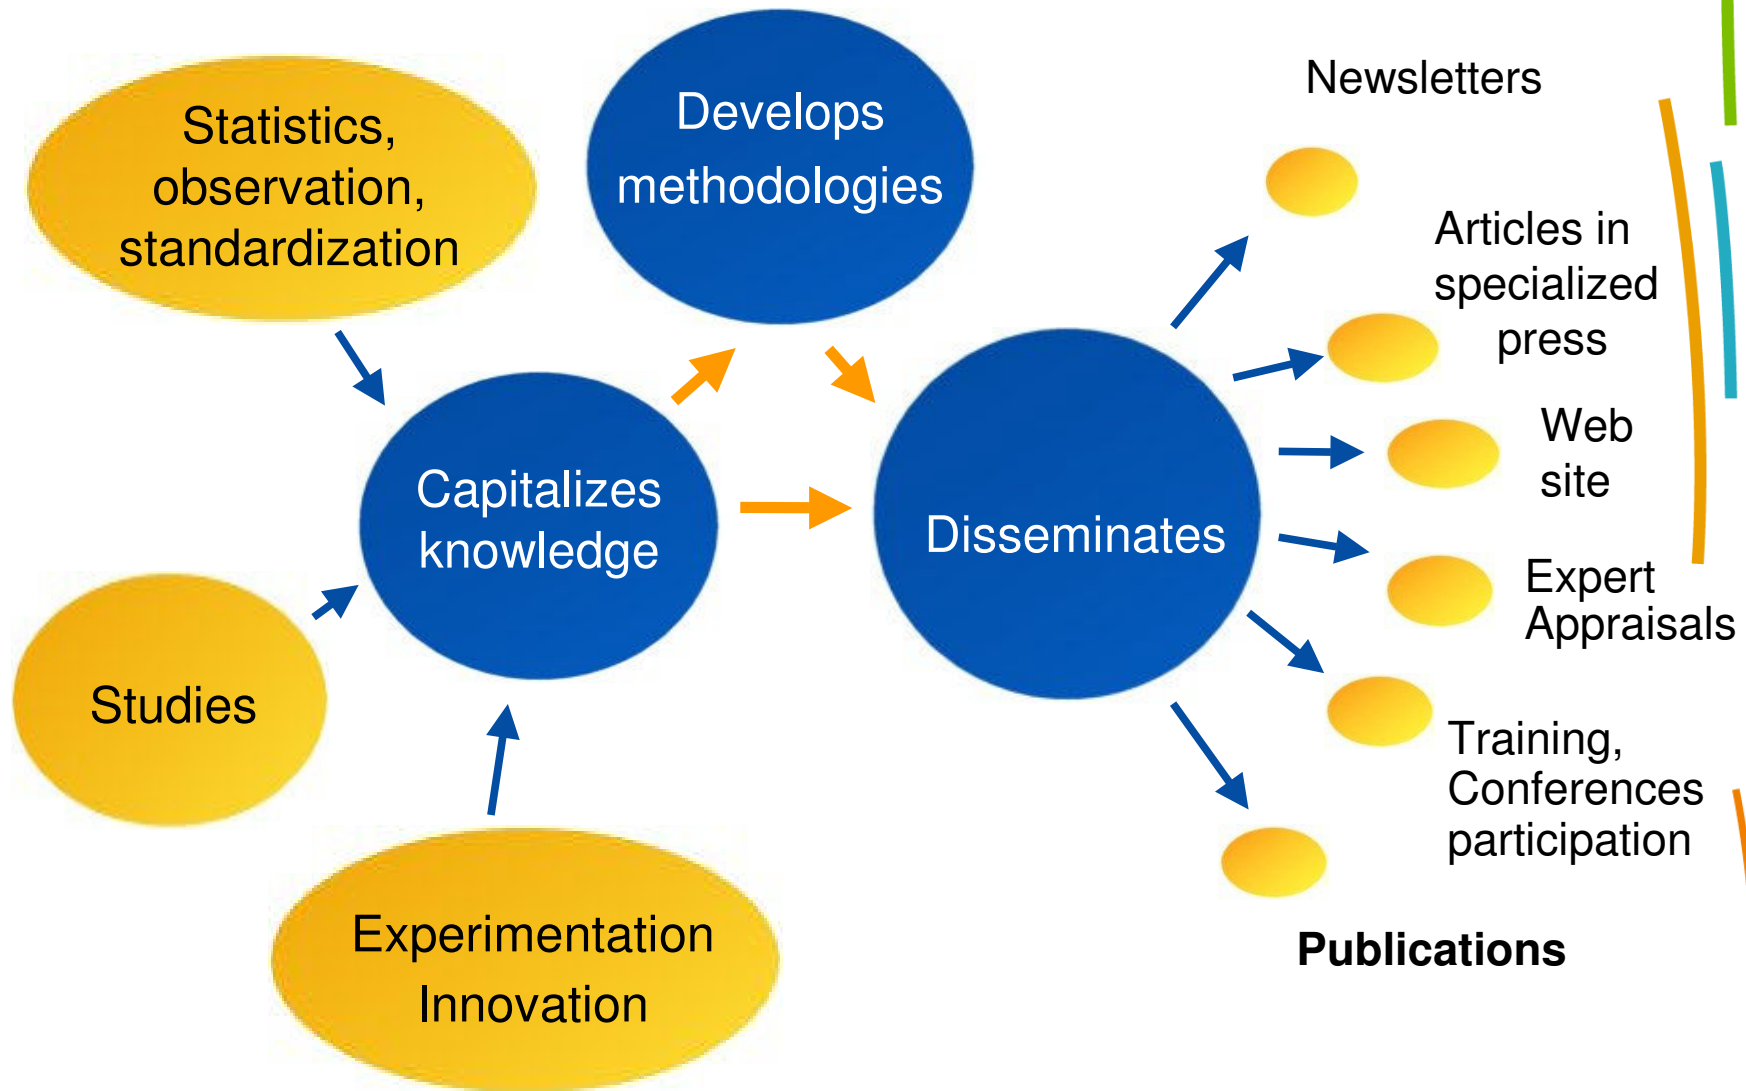 Statistics,
observation,
standardization
Develops
methodologies
Newsletters
Articles in
specialized
press
Capitalizes
knowledge
Disseminates
Web
site
Expert
Appraisals
Studies
Training,
Conferences
participation
Experimentation
Innovation
Publications